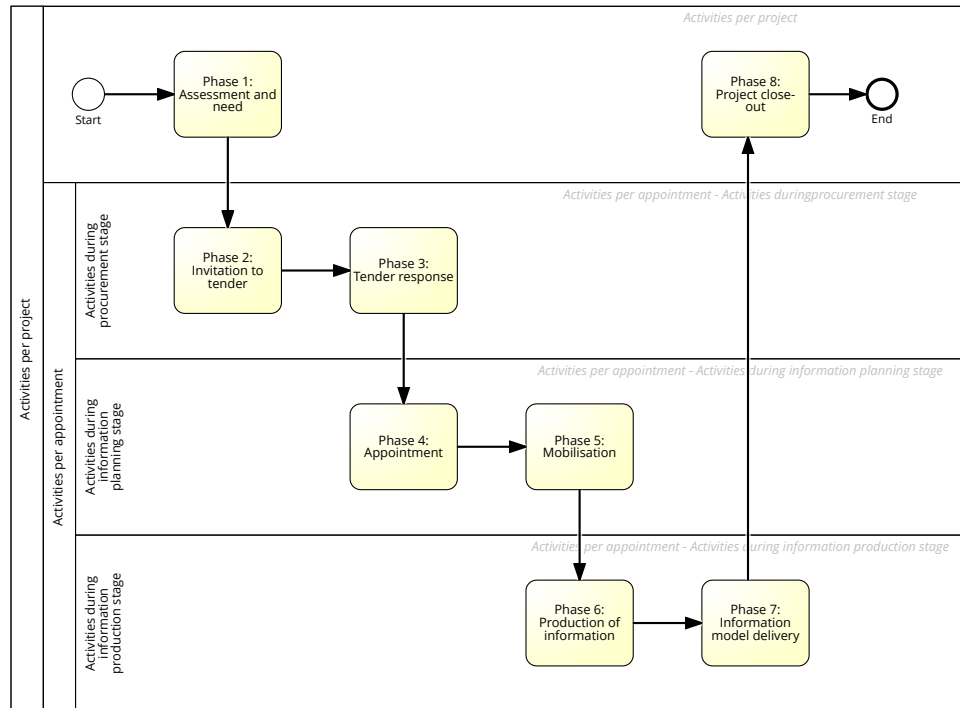 Activities per project
Activities per project
Phase 1:
Assessment and
need
Phase 8:
Project close-
out
Start
End
Activities per appointment
Activities per appointment - Activities duringprocurement stage
Activities during
procurement stage
Phase 2:
Invitation to
tender
Phase 3:
Tender response
Activities per appointment - Activities during information planning stage
Activities during
information
planning stage
Phase 4:
Appointment
Phase 5:
Mobilisation
Activities per appointment - Activities during information production stage
Activities during
information
production stage
Phase 6:
Production of
information
Phase 7:
Information
model delivery